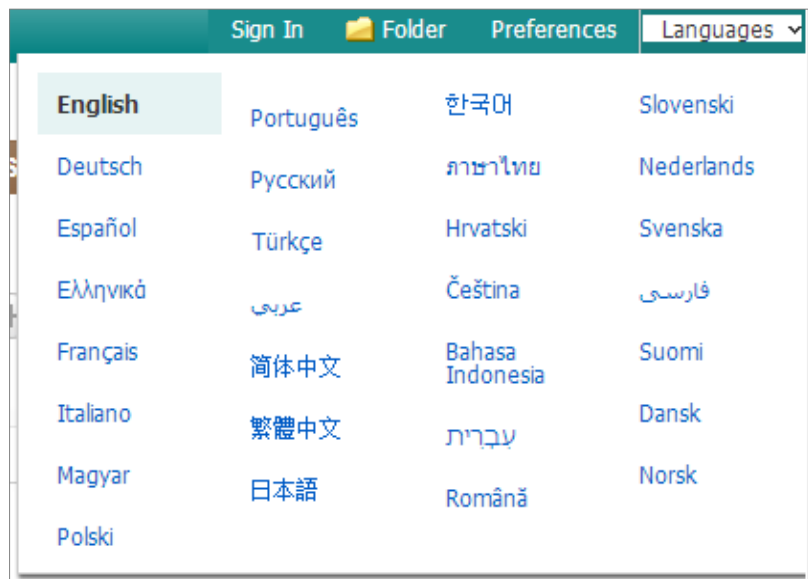 Sign In Folder Preferences Languages
English
Deutsch
Español
Ελληνικά
Français
Italiano
Magyar
Polski
Português
Русский
Türkçe
عربي
简体中文
繁體中文
日本語
한국어
ภาษาไทย
Hrvatski
Čeština
Bahasa
Indonesia
עִבְרִית
Română
Slovenski
Nederlands
Svenska
فارسی
Suomi
Dansk
Norsk